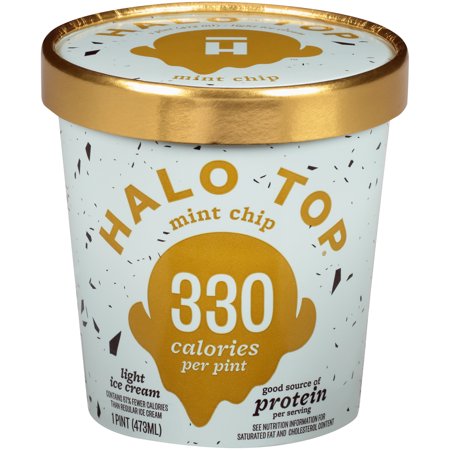 HALO TOP
H
mint chip
HALO TOP®
mint chip
330
calories
per pint
light
ice cream
CONTAINS 61% FEWER CALORIES
THAN REGULAR ICE CREAM
1 PINT (473ML)
good source of
protein
per serving
SEE NUTRITION INFORMATION FOR
SATURATED FAT AND CHOLESTEROL CONTENT